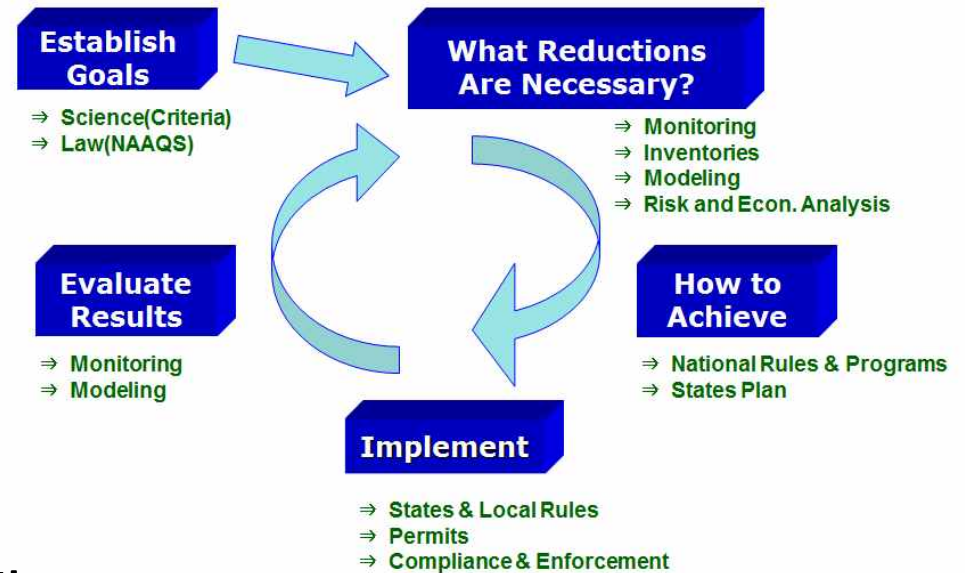 Establish
Goals
⇒ Science(Criteria)
⇒ Law(NAAQS)
What Reductions
Are Necessary?
⇒ Monitoring
⇒ Inventories
⇒ Modeling
⇒ Risk and Econ. Analysis
How to
Achieve
⇒ National Rules & Programs
⇒ States Plan
Implement
⇒ States & Local Rules
⇒ Permits
⇒ Compliance & Enforcement
Evaluate
Results
⇒ Monitoring
⇒ Modeling